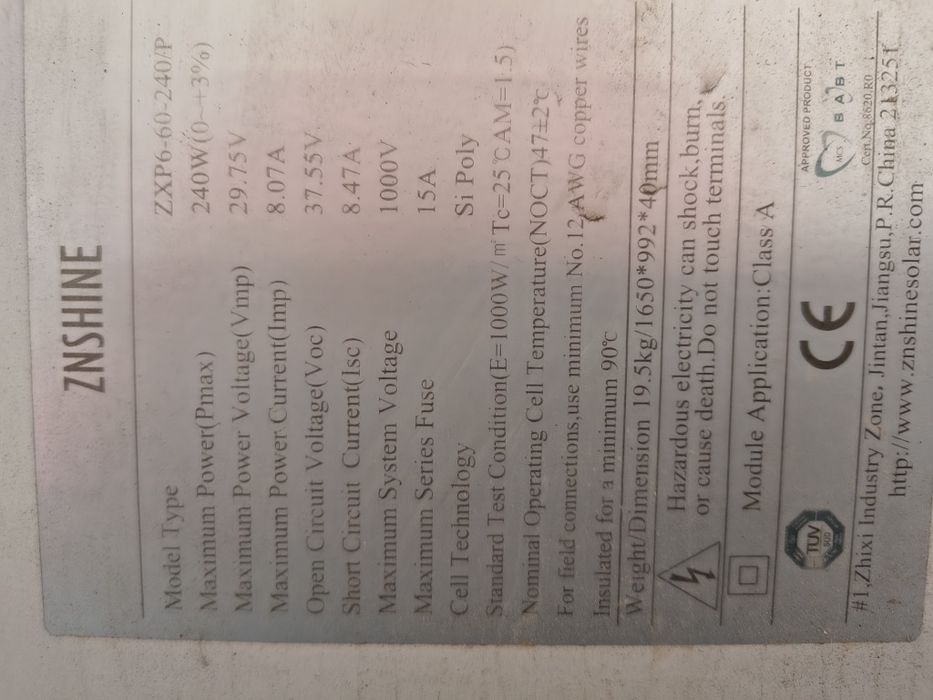 ZNSHINE
Model Type ZXP6-60-240/P
Maximum Power(Pmax) 240W(0~+3%)
Maximum Power Voltage(Vmp) 29.75V
Maximum Power Current(Imp) 8.07A
Open Circuit Voltage(Voc) 37.55V
Short Circuit Current(Isc) 8.47A
Maximum System Voltage 1000V
Maximum Series Fuse 15A
Cell Technology Si Poly
Standard Test Condition(E=1000W/㎡ Tc=25℃ AM=1.5)
Nominal Operating Cell Temperature(NOCT)47±2℃
For field connections,use minimum No.12 AWG copper wires
Insulated for a minimum 90℃
Weight/Dimension 19.5kg/1650*992*40mm
Hazardous electricity can shock,burn,
or cause death.Do not touch terminals.
Module Application:Class A
TÜV
SÜD
CE
APPROVED PRODUCT
MCS
BABT
Cert.No.8620.R0
#1,Zhixi Industry Zone, Jintan,Jiangsu,P.R.China 213251
http://www.znshinesolar.com